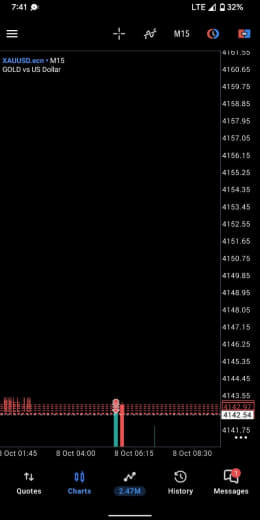 7:41
LTE 32%
M15
XAUUSD.ecn • M15
GOLD vs US Dollar
4161.55
4160.65
4159.75
4158.85
4157.95
4157.05
4156.15
4155.25
4154.35
4153.45
4152.55
4151.65
4150.75
4149.85
4148.95
4148.05
4147.15
4146.25
4145.35
4144.45
4143.55
4142.54
4141.75
8 Oct 01:45
8 Oct 04:00
8 Oct 06:15
8 Oct 08:30
Quotes
Charts
2.47M
History
Messages